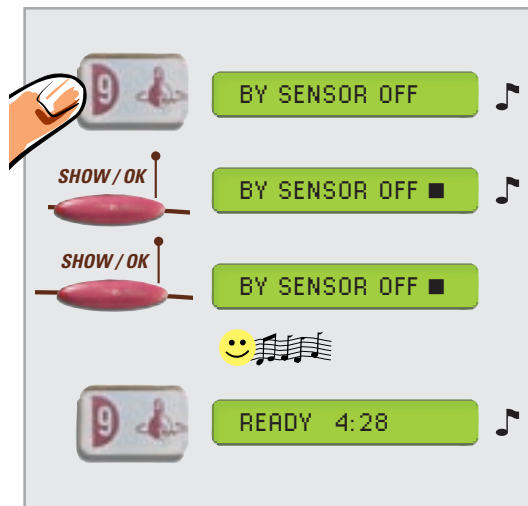 9
BY SENSOR OFF
SHOW/OK
BY SENSOR OFF ■
SHOW/OK
BY SENSOR OFF ■
9
READY 4:28